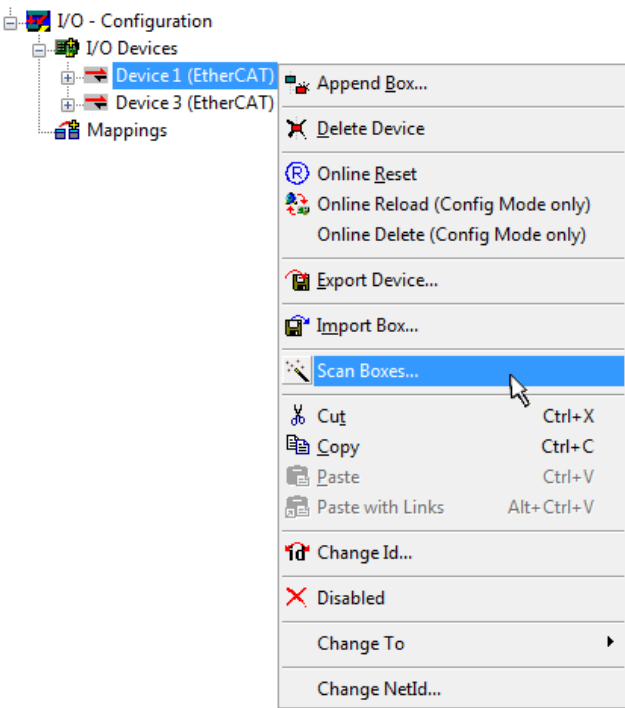 I/O - Configuration
I/O Devices
Device 1 (EtherCAT)
Device 3 (EtherCAT)
Mappings
Append Box...
Delete Device
Online Reset
Online Reload (Config Mode only)
Online Delete (Config Mode only)
Export Device...
Import Box...
Scan Boxes...
Cut Ctrl+X
Copy Ctrl+C
Paste Ctrl+V
Paste with Links Alt+Ctrl+V
Change Id...
Disabled
Change To
Change NetId...